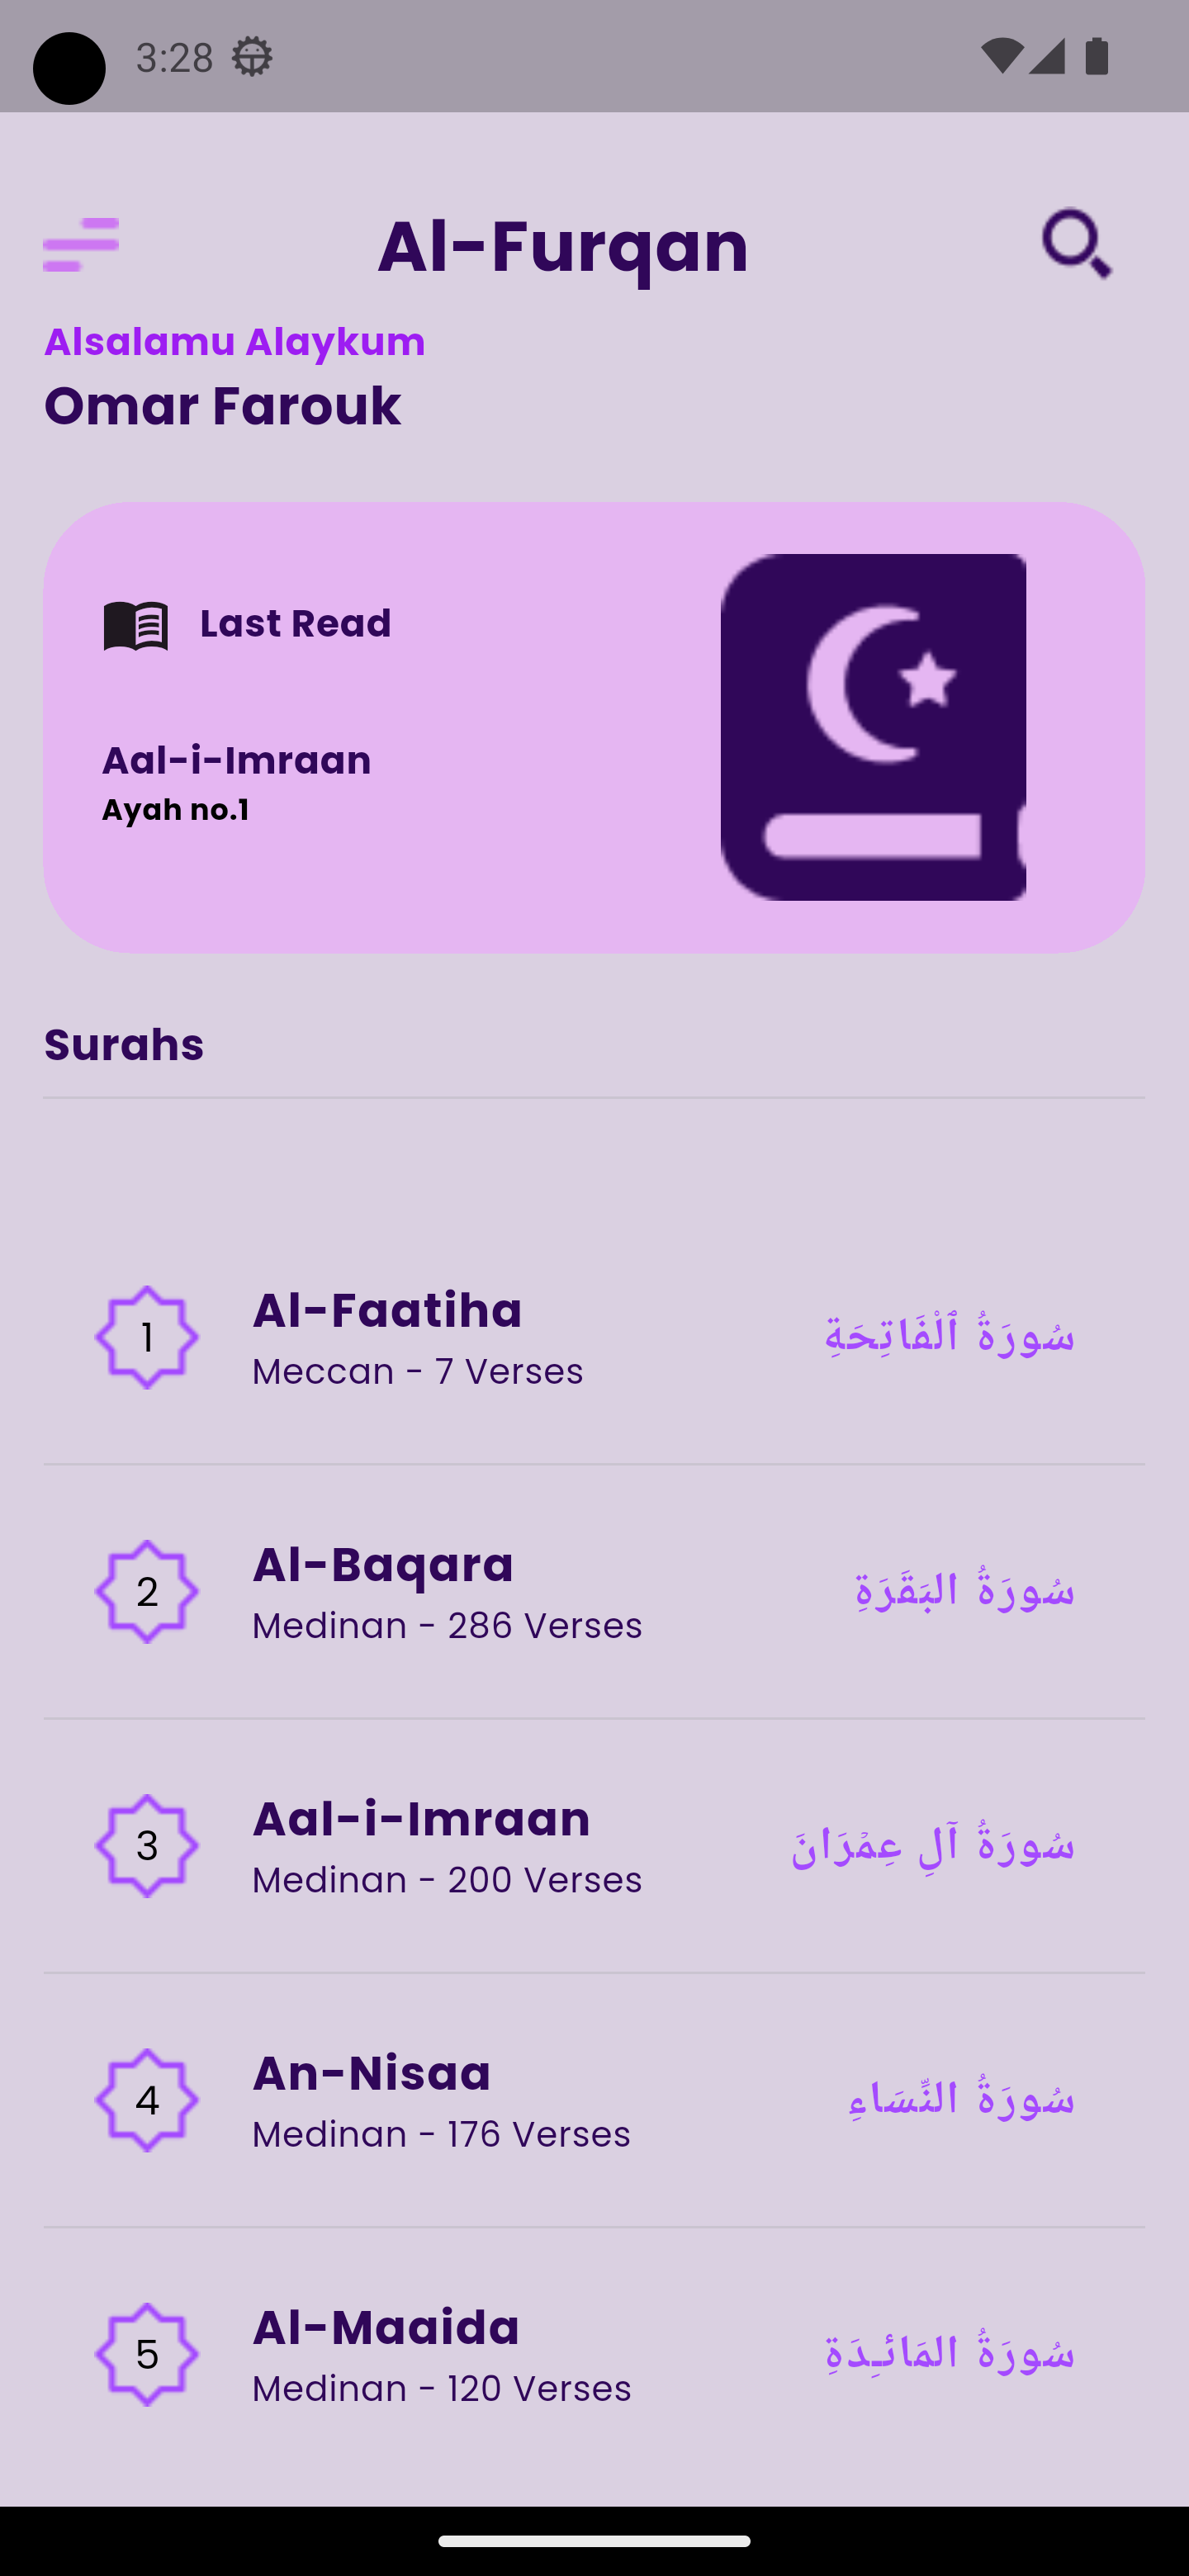 3:28
Al-Furqan
Alsalamu Alaykum
Omar Farouk
Last Read
Aal-i-Imraan
Ayah no.1
Surahs
1
Al-Faatiha
Meccan - 7 Verses
سُورَةُ ٱلْفَاتِحَةِ
2
Al-Baqara
Medinan - 286 Verses
سُورَةُ البَقَرَةِ
3
Aal-i-Imraan
Medinan - 200 Verses
سُورَةُ آلِ عِمْرَانَ
4
An-Nisaa
Medinan - 176 Verses
سُورَةُ النِّسَاءِ
5
Al-Maaida
Medinan - 120 Verses
سُورَةُ المَائـِدَةِ